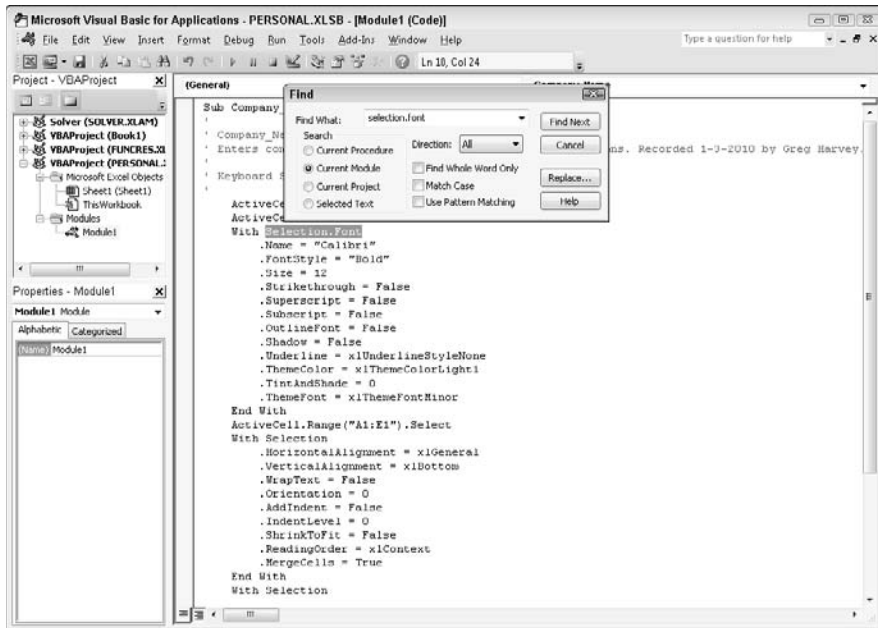 Microsoft Visual Basic for Applications - PERSONAL.XLSB - [Module1 (Code)]
File Edit View Insert Format Debug Run Tools Add-Ins Window Help
Type a question for help
Ln 10, Col 24
Project - VBAProject
Solver (SOLVER.XLAM)
VBAProject (Book1)
VBAProject (FUNCRES.XL
VBAProject (PERSONAL.
Microsoft Excel Objects
Sheet1 (Sheet1)
ThisWorkbook
Modules
Module1
Properties - Module1
Module1 Module
Alphabetic Categorized
(Name) Module1
(General)
Find
Find What: selection.font
Find Next
Search
Current Procedure
Current Module
Current Project
Selected Text
Direction: All
Find Whole Word Only
Match Case
Use Pattern Matching
Cancel
Replace...
Help
Sub Company_
'
' Company_Na
' Enters con ns. Recorded 1-3-2010 by Greg Harvey.
'
' Keyboard S
'
ActiveCe
ActiveCe
With Selection.Font
.Name = "Calibri"
.FontStyle = "Bold"
.Size = 12
.Strikethrough = False
.Superscript = False
.Subscript = False
.OutlineFont = False
.Shadow = False
.Underline = xlUnderlineStyleNone
.ThemeColor = xlThemeColorLight1
.TintAndShade = 0
.ThemeFont = xlThemeFontMinor
End With
ActiveCell.Range("A1:E1").Select
With Selection
.HorizontalAlignment = xlGeneral
.VerticalAlignment = xlBottom
.WrapText = False
.Orientation = 0
.AddIndent = False
.IndentLevel = 0
.ShrinkToFit = False
.ReadingOrder = xlContext
.MergeCells = True
End With
With Selection